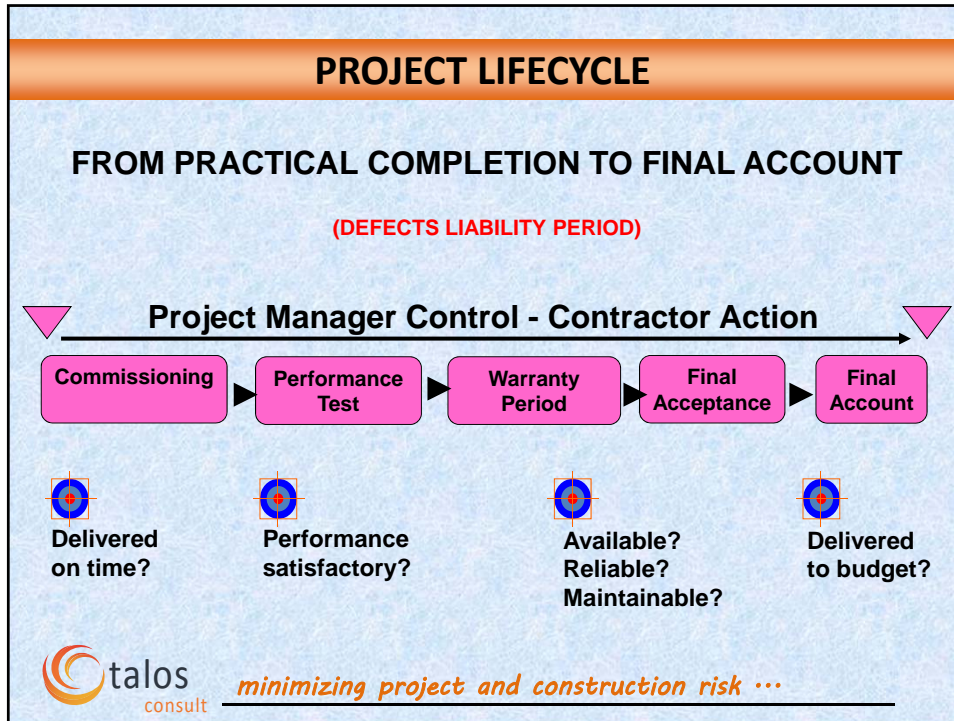 PROJECT LIFECYCLE
FROM PRACTICAL COMPLETION TO FINAL ACCOUNT
(DEFECTS LIABILITY PERIOD)
Project Manager Control - Contractor Action
Commissioning
Performance
Test
Warranty
Period
Final
Acceptance
Final
Account
Delivered
on time?
Performance
satisfactory?
Available?
Reliable?
Maintainable?
Delivered
to budget?
talos
consult
minimizing project and construction risk ...